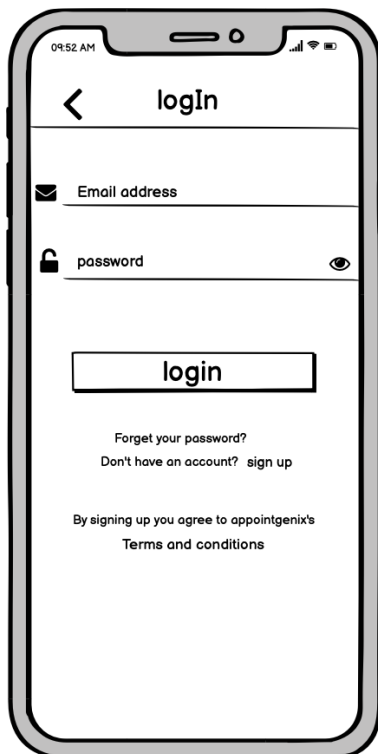 09:52 AM
logIn
Email address
password
login
Forget your password?
Don't have an account? sign up
By signing up you agree to appointgenix's
Terms and conditions